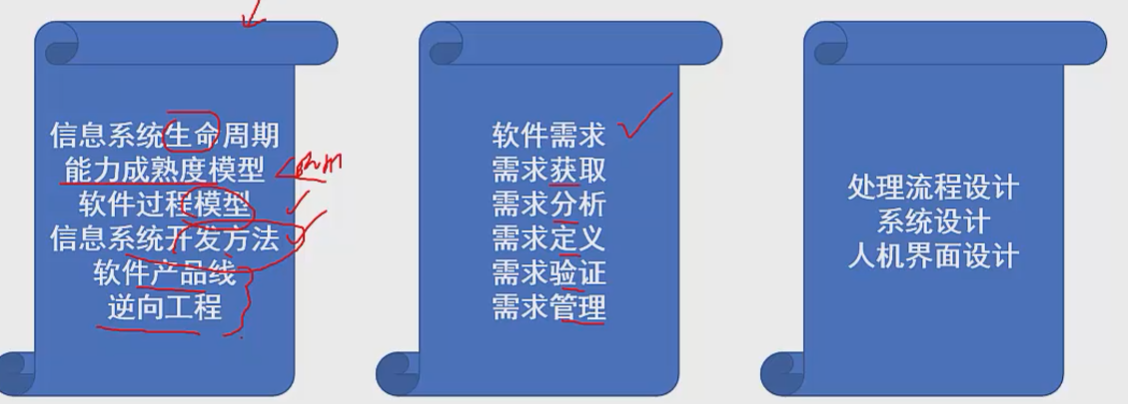 信息系统生命周期
能力成熟度模型
软件过程模型
信息系统开发方法
软件产品线
逆向工程
软件需求
需求获取
需求分析
需求定义
需求验证
需求管理
处理流程设计
系统设计
人机界面设计